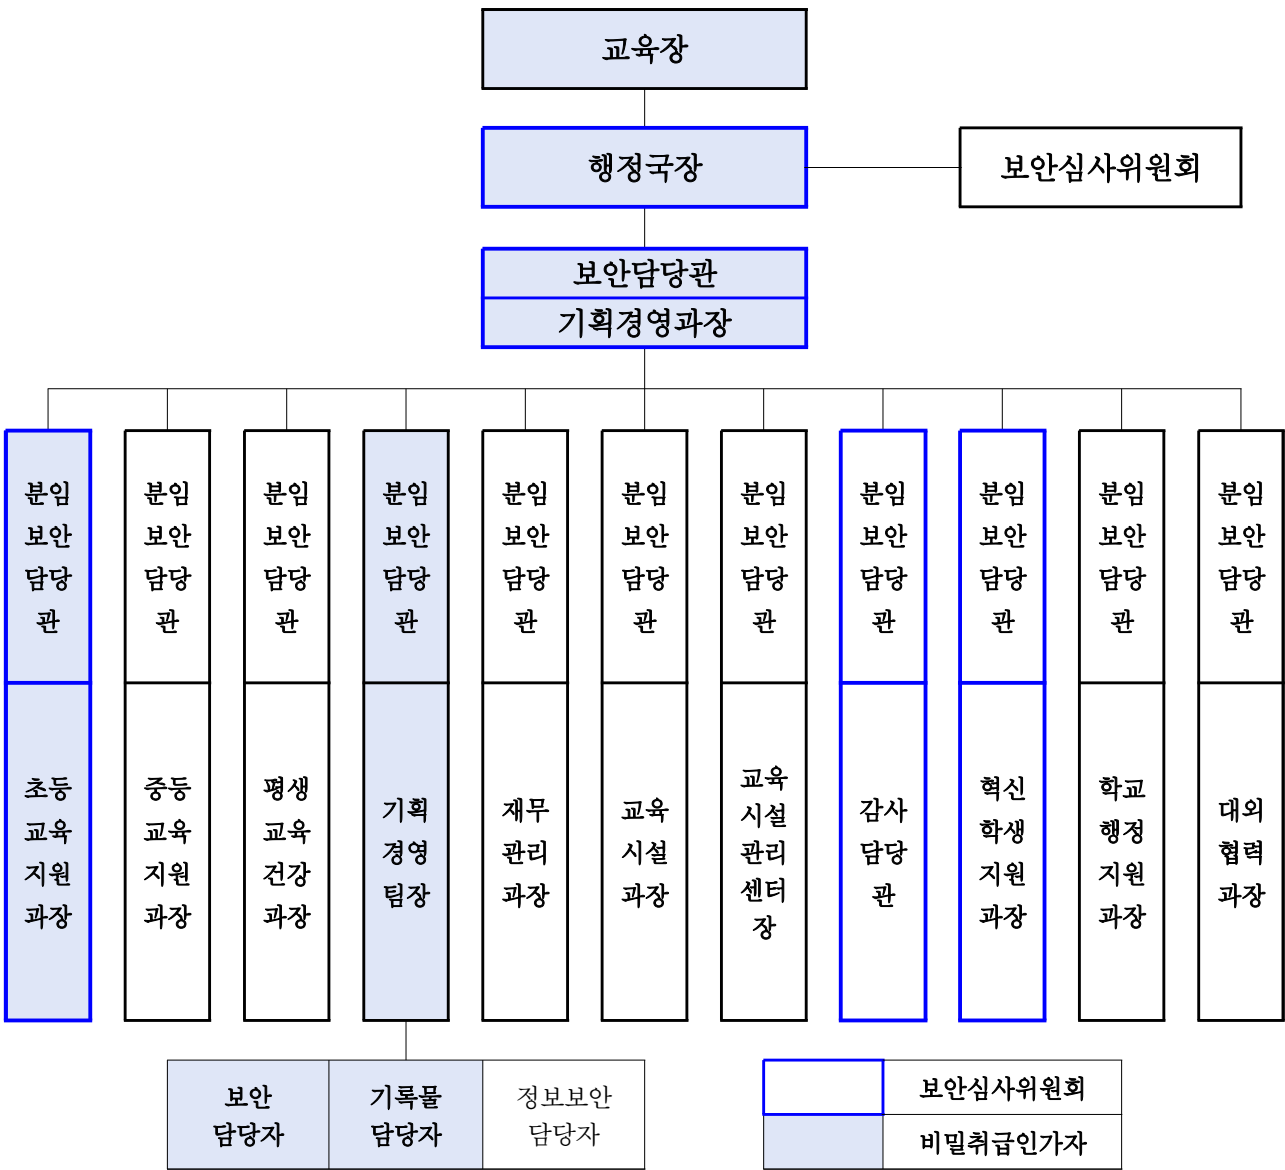 교육장
행정국장
보안심사위원회
보안담당관
기획경영과장
분임
보안
담당
관
분임
보안
담당
관
분임
보안
담당
관
분임
보안
담당
관
분임
보안
담당
관
분임
보안
담당
관
분임
보안
담당
관
분임
보안
담당
관
분임
보안
담당
관
분임
보안
담당
관
분임
보안
담당
관
초등
교육
지원
과장
중등
교육
지원
과장
평생
교육
건강
과장
기획
경영
팀장
재무
관리
과장
교육
시설
과장
교육
시설
관리
센터
장
감사
담당
관
혁신
학생
지원
과장
학교
행정
지원
과장
대외
협력
과장
보안
담당자
기록물
담당자
정보보안
담당자
보안심사위원회
비밀취급인가자